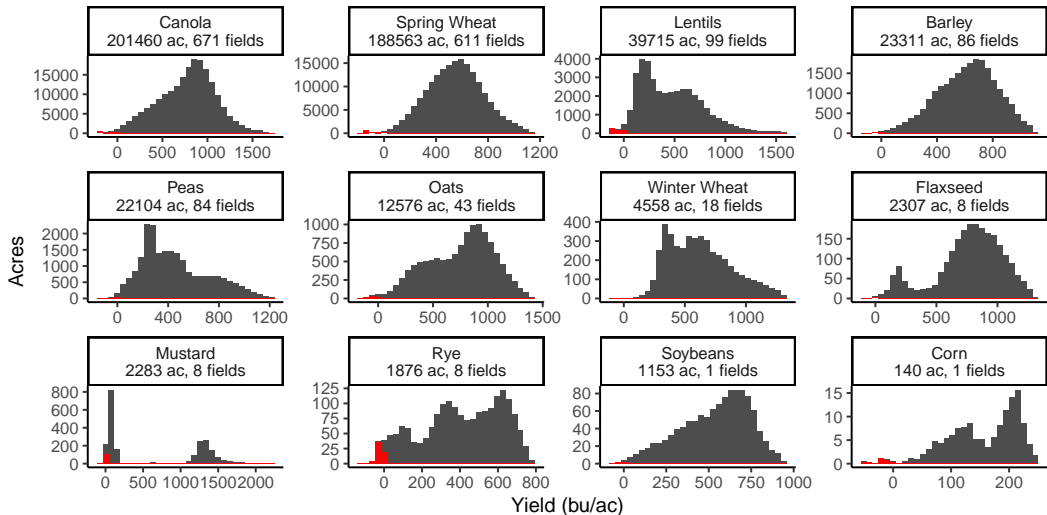 Canola
201460 ac, 671 fields
Spring Wheat
188563 ac, 611 fields
Lentils
39715 ac, 99 fields
Barley
23311 ac, 86 fields
15000
10000
5000
0
0 500 1000 1500
15000
10000
5000
0
0 400 800 1200
4000
3000
2000
1000
0
0 500 1000 1500
1500
1000
500
0
0 400 800
Peas
22104 ac, 84 fields
Oats
12576 ac, 43 fields
Winter Wheat
4558 ac, 18 fields
Flaxseed
2307 ac, 8 fields
2000
1500
1000
500
0
0 400 800 1200
1000
750
500
250
0
0 500 1000 1500
400
300
200
100
0
0 500 1000
150
100
50
0
0 500 1000
Mustard
2283 ac, 8 fields
Rye
1876 ac, 8 fields
Soybeans
1153 ac, 1 fields
Corn
140 ac, 1 fields
800
600
400
200
0
0 500 1000 1500 2000
125
100
75
50
25
0
0 200 400 600 800
80
60
40
20
0
0 250 500 750 1000
15
10
5
0
0 100 200
Acres
Yield (bu/ac)